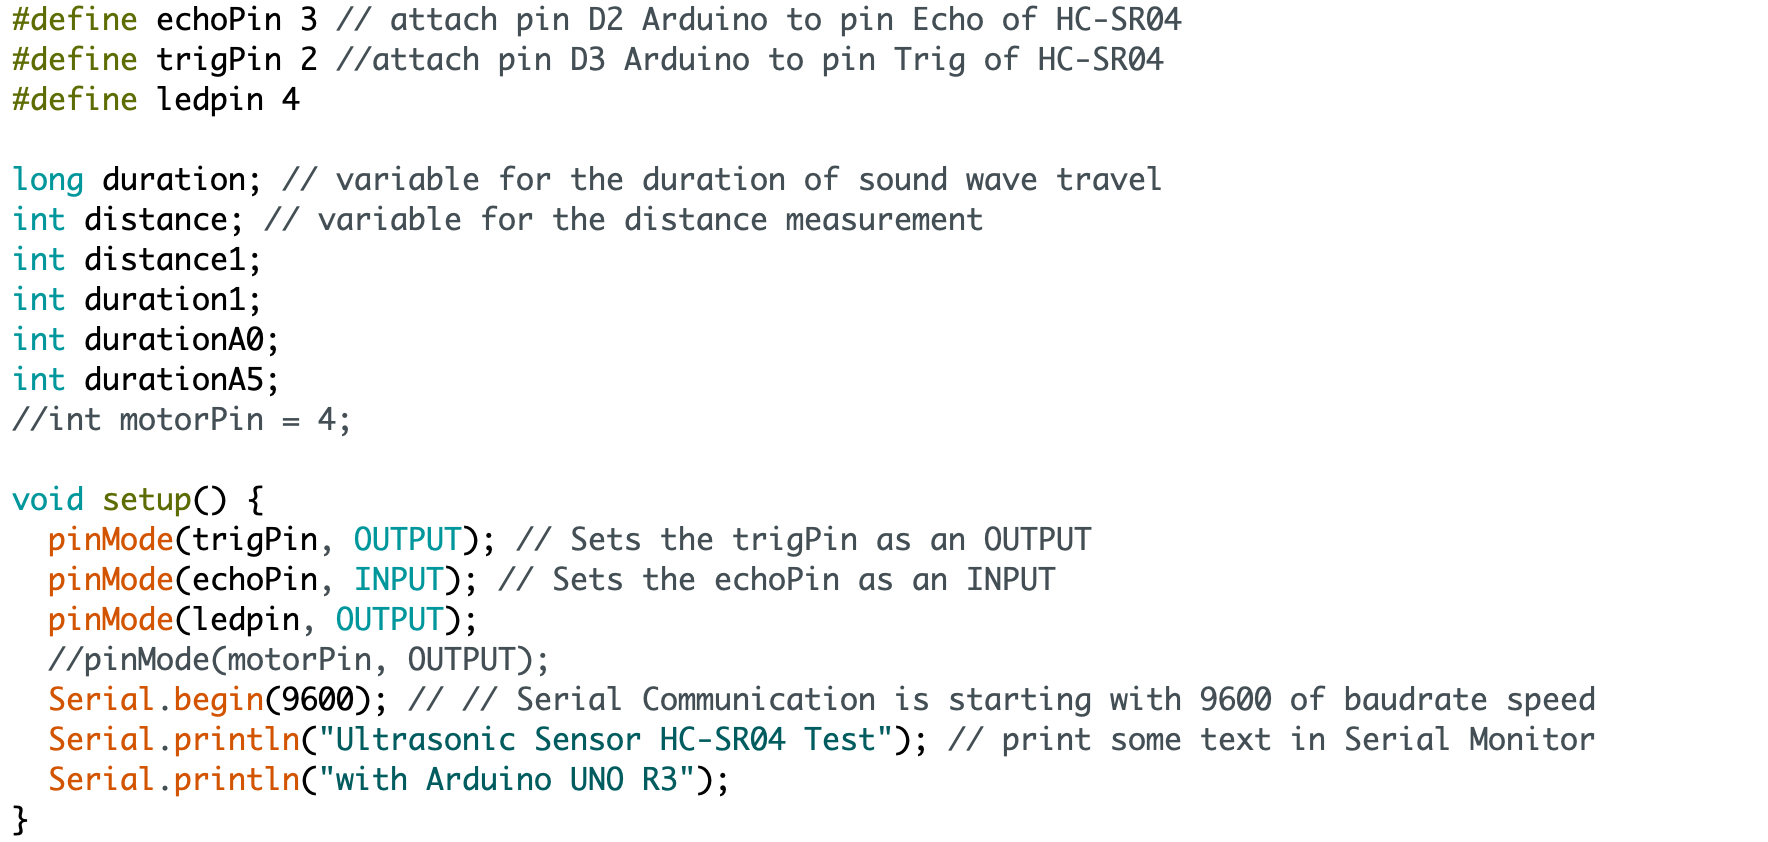 #define echoPin 3 // attach pin D2 Arduino to pin Echo of HC-SR04
#define trigPin 2 //attach pin D3 Arduino to pin Trig of HC-SR04
#define ledpin 4
long duration; // variable for the duration of sound wave travel
int distance; // variable for the distance measurement
int distance1;
int duration1;
int durationA0;
int durationA5;
//int motorPin = 4;
void setup() {
pinMode(trigPin, OUTPUT); // Sets the trigPin as an OUTPUT
pinMode(echoPin, INPUT); // Sets the echoPin as an INPUT
pinMode(ledpin, OUTPUT);
//pinMode(motorPin, OUTPUT);
Serial.begin(9600); // // Serial Communication is starting with 9600 of baudrate speed
Serial.println("Ultrasonic Sensor HC-SR04 Test"); // print some text in Serial Monitor
Serial.println("with Arduino UNO R3");
}